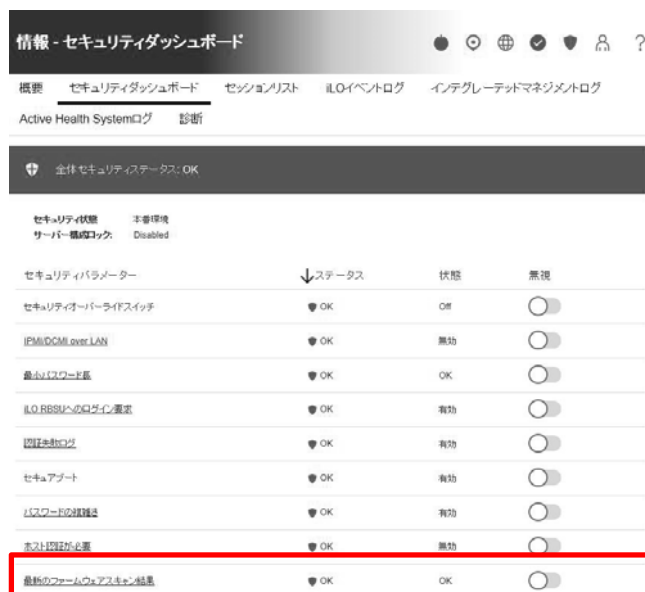 情報 - セキュリティダッシュボード
?
概要 セキュリティダッシュボード セッションリスト iLOイベントログ インテグレーテッドマネジメントログ
Active Health Systemログ 診断
全体セキュリティステータス: OK
セキュリティ状態 本番環境
サーバー構成ロック: Disabled
セキュリティパラメーター ↓ステータス 状態 無視
セキュリティオーバーライドスイッチ OK Off
IPMI/DCMI over LAN OK 無効
最小パスワード長 OK OK
iLO RBSUへのログイン要求 OK 有効
認証失敗ログ OK 有効
セキュアブート OK 有効
パスワードの複雑さ OK 有効
ホスト認証が必要 OK 無効
最新のファームウェアスキャン結果 OK OK